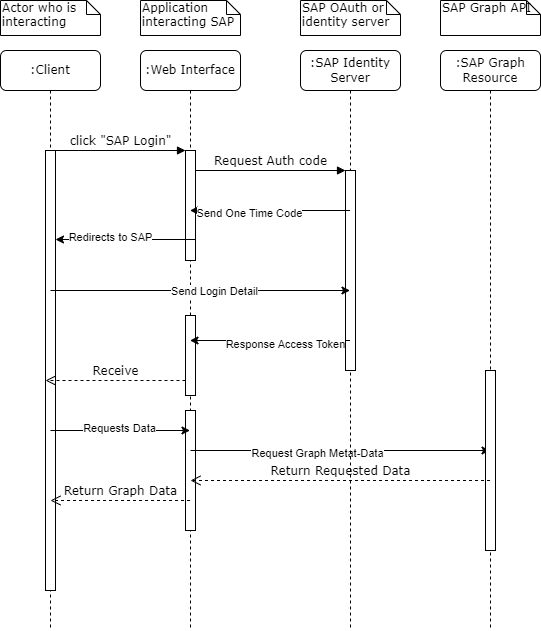 Actor who is
interacting
Application
interacting SAP
SAP OAuth or
identity server
SAP Graph API
:Client
:Web Interface
:SAP Identity
Server
:SAP Graph
Resource
click "SAP Login"
Request Auth code
Send One Time Code
Redirects to SAP
Send Login Detail
Response Access Token
Receive
Requests Data
Request Graph Metat-Data
Return Requested Data
Return Graph Data